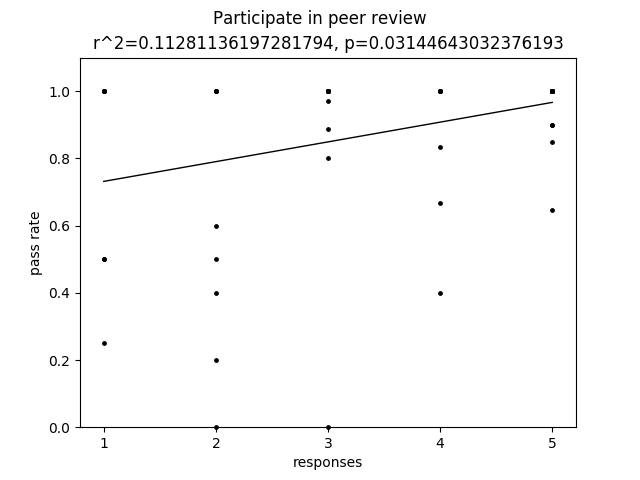 Participate in peer review
r^2=0.11281136197281794, p=0.03144643032376193
1.0
0.8
0.6
0.4
0.2
0.0
pass rate
1 2 3 4 5
responses